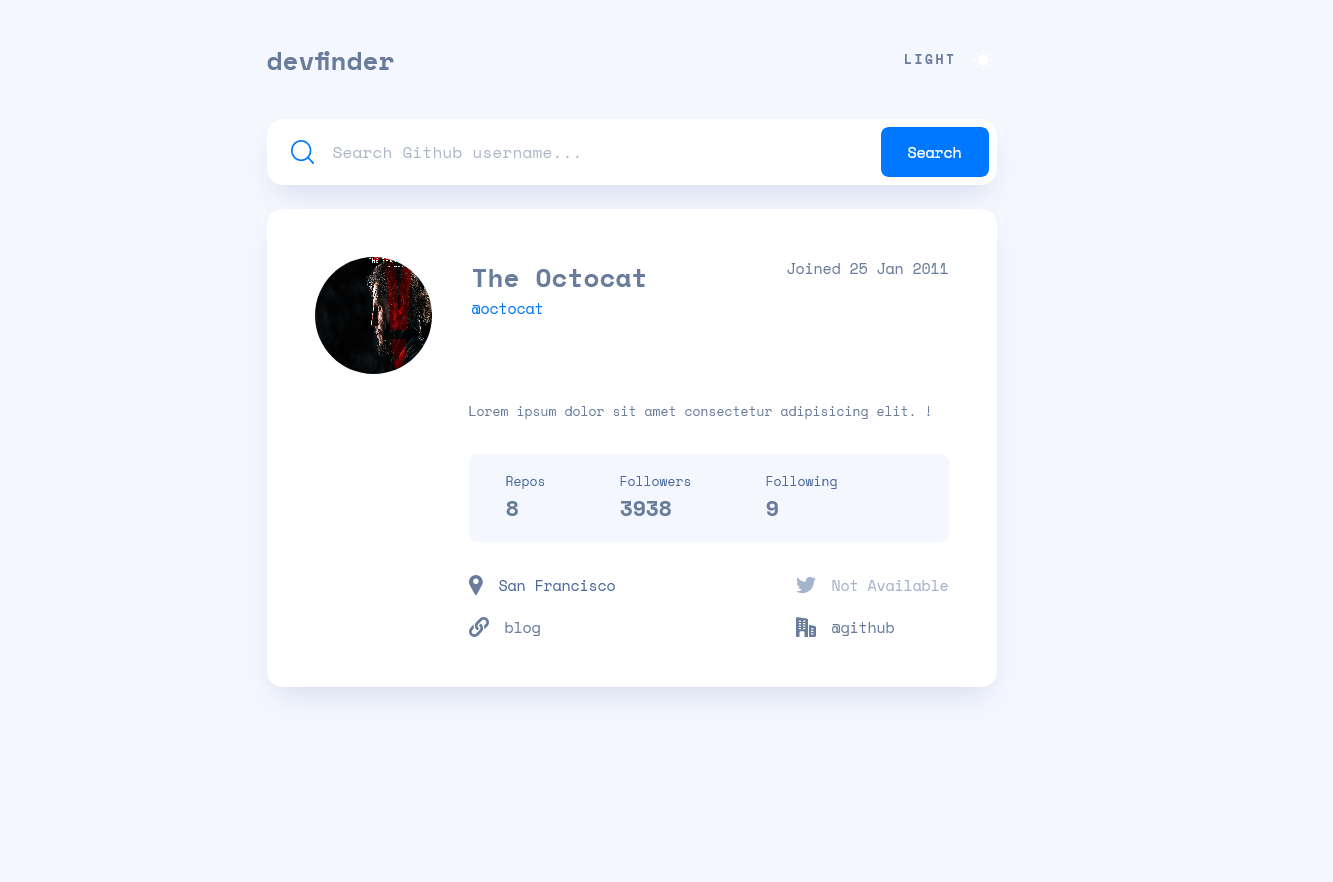 devfinder
LIGHT
Search Github username...
Search
The Octocat
Joined 25 Jan 2011
@octocat
Lorem ipsum dolor sit amet consectetur adipisicing elit. !
Repos
Followers
Following
8
3938
9
San Francisco
Not Available
blog
@github